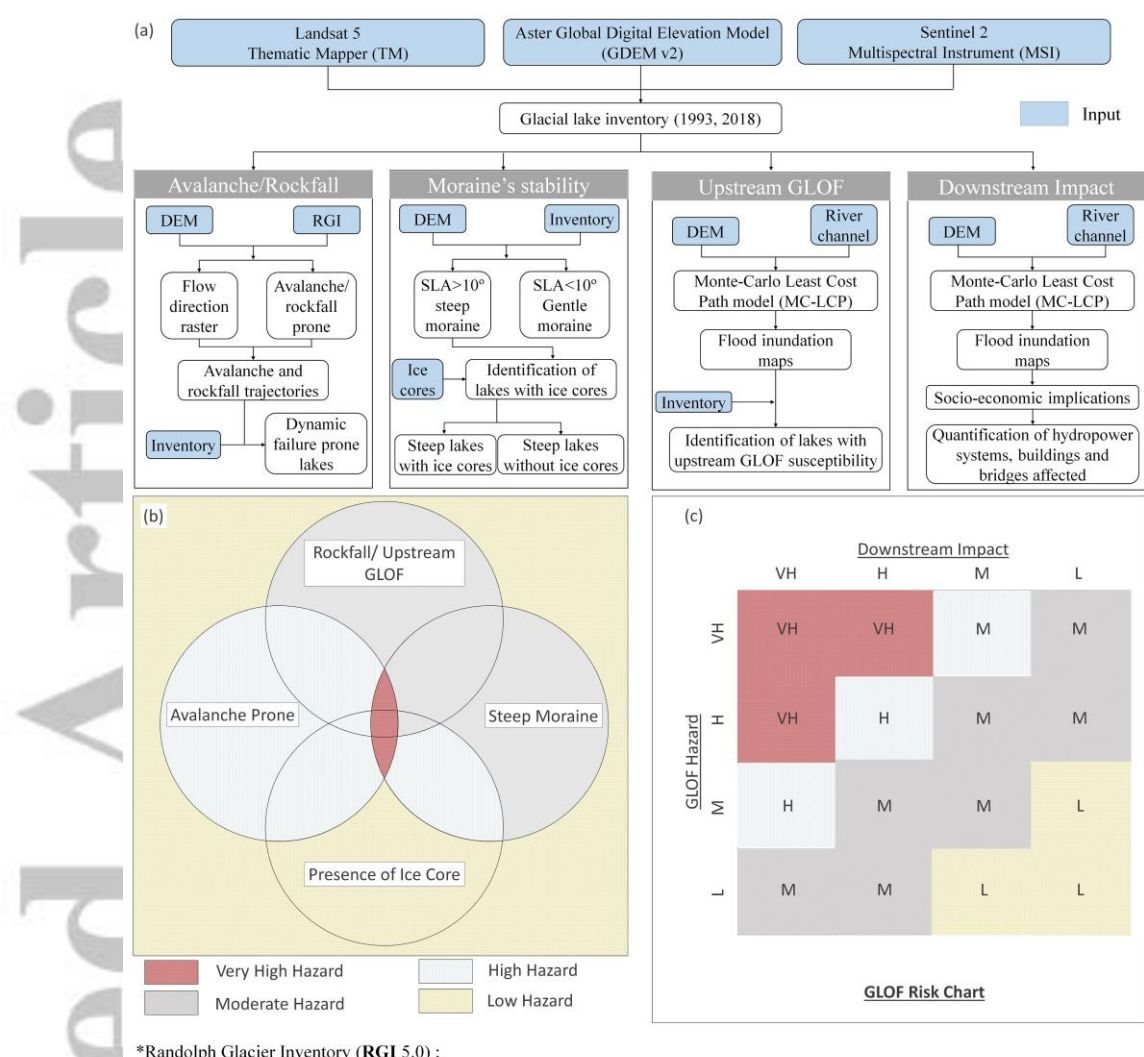 (a)
Landsat 5
Thematic Mapper (TM)
Aster Global Digital Elevation Model
(GDEM v2)
Sentinel 2
Multispectral Instrument (MSI)
Glacial lake inventory (1993, 2018)
Input
Avalanche/Rockfall
DEM
RGI
Flow
direction
raster
Avalanche/
rockfall
prone
Avalanche and
rockfall trajectories
Inventory
Dynamic
failure prone
lakes
Moraine's stability
DEM
Inventory
SLA>10º
steep
moraine
SLA<10º
Gentle
moraine
Ice
cores
Identification of
lakes with ice cores
Steep lakes
with ice cores
Steep lakes
without ice cores
Upstream GLOF
DEM
River
channel
Monte-Carlo Least Cost
Path model (MC-LCP)
Flood inundation
maps
Inventory
Identification of lakes with
upstream GLOF susceptibility
Downstream Impact
DEM
River
channel
Monte-Carlo Least Cost
Path model (MC-LCP)
Flood inundation
maps
Socio-economic implications
Quantification of hydropower
systems, buildings and
bridges affected
(b)
Rockfall/ Upstream
GLOF
Avalanche Prone
Steep Moraine
Presence of Ice Core
Very High Hazard
High Hazard
Moderate Hazard
Low Hazard
(c)
Downstream Impact
VH H M L
GLOF Hazard
VH VH VH M M
H VH H M M
M H M M L
L M M L L
GLOF Risk Chart
*Randolph Glacier Inventory (RGI 5.0) ;
ed Article